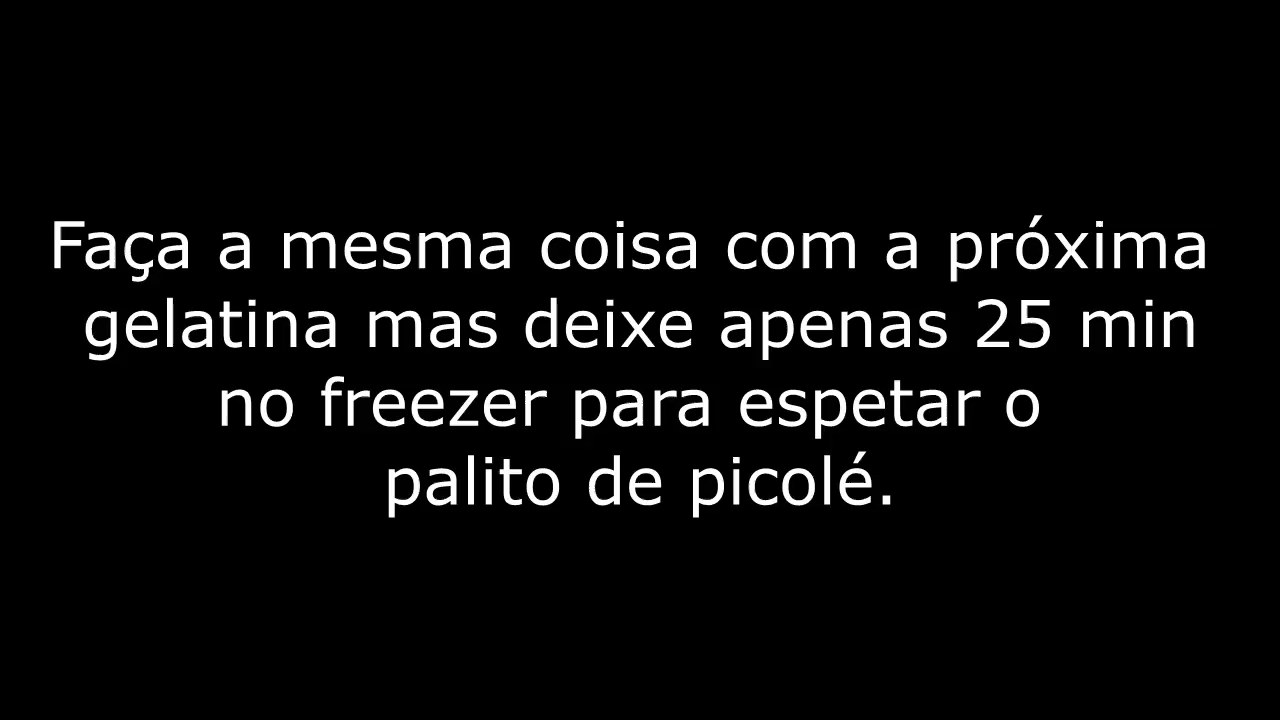 Faça a mesma coisa com a próxima
gelatina mas deixe apenas 25 min
no freezer para espetar o
palito de picolé.